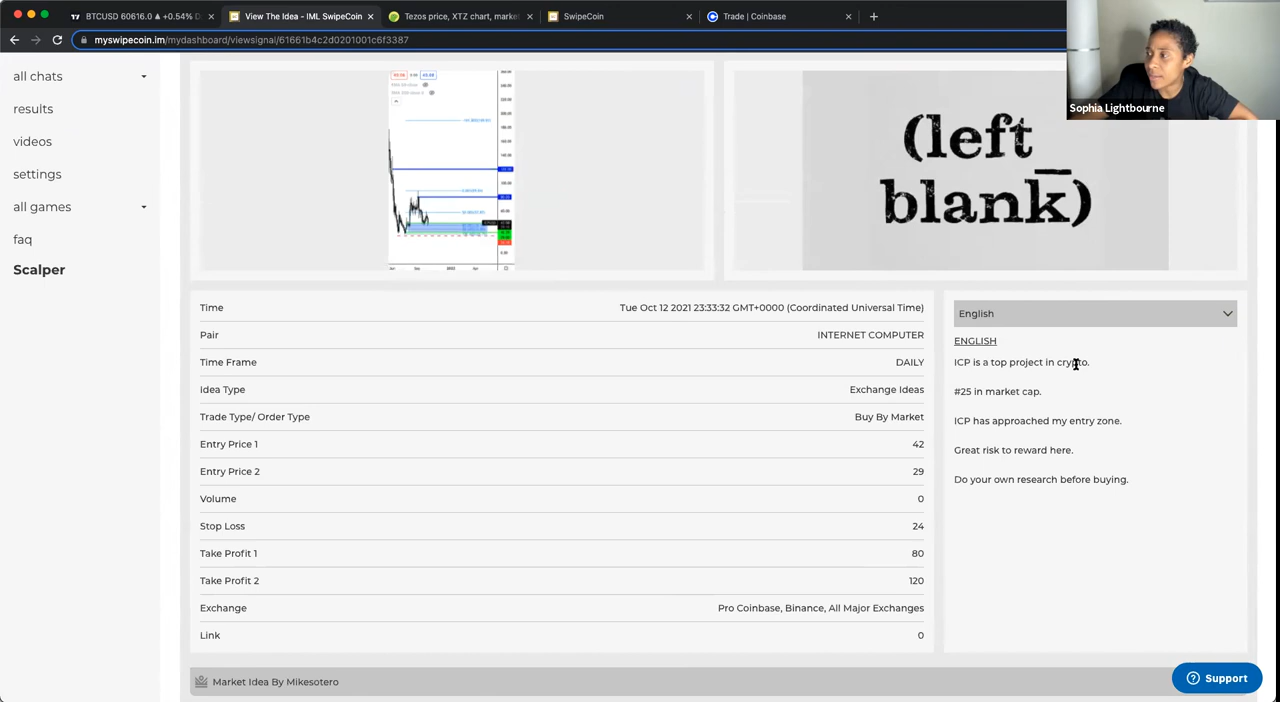 BTCUSD 60616.0 ▲ +0.54%
View The Idea - IML SwipeCoin
Tezos price, XTZ chart, market
SwipeCoin
Trade | Coinbase
myswipecoin.im/mydashboard/viewsignal/61661b4c2d0201001c6f3387
Sophia Lightbourne
all chats
results
videos
settings
all games
faq
Scalper
(left
blank)
Time Tue Oct 12 2021 23:33:32 GMT+0000 (Coordinated Universal Time)
Pair INTERNET COMPUTER
Time Frame DAILY
Idea Type Exchange Ideas
Trade Type/ Order Type Buy By Market
Entry Price 1 42
Entry Price 2 29
Volume 0
Stop Loss 24
Take Profit 1 80
Take Profit 2 120
Exchange Pro Coinbase, Binance, All Major Exchanges
Link 0
English
ENGLISH
ICP is a top project in crypto.
#25 in market cap.
ICP has approached my entry zone.
Great risk to reward here.
Do your own research before buying.
Market Idea By Mikesotero
Support